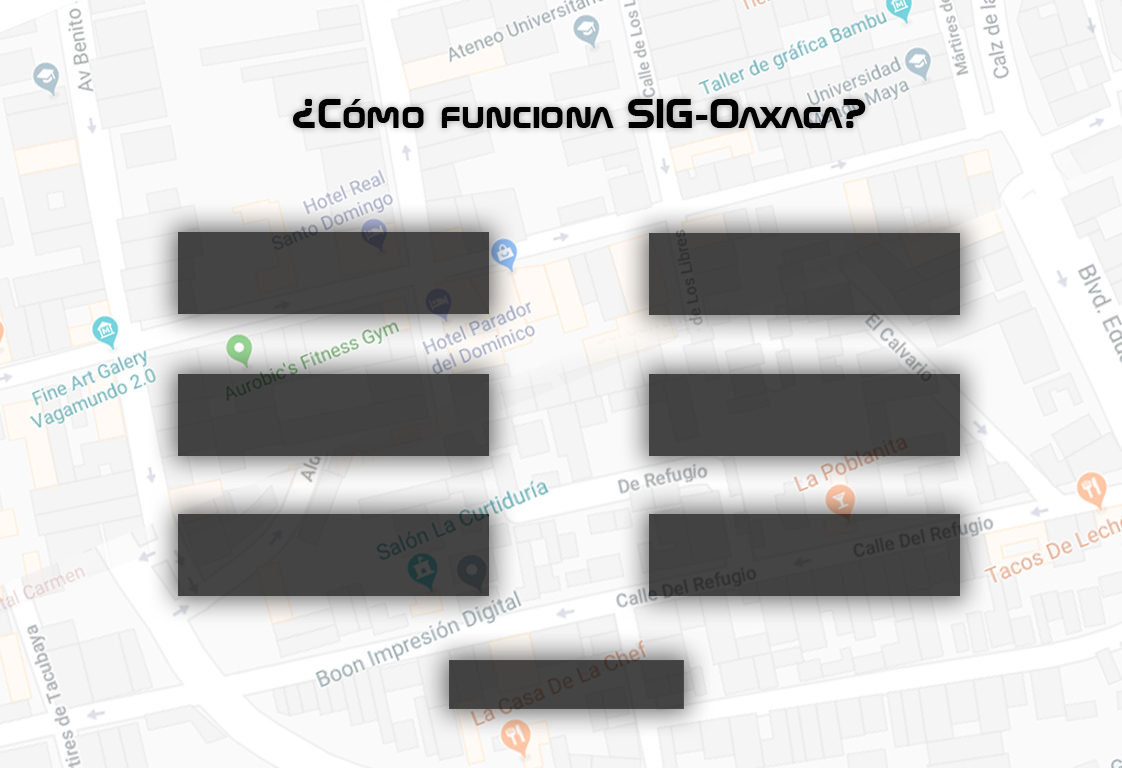 Av Benito
Ateneo Universitario
Calle de Los L
Taller de gráfica Bambu
Universidad
Maya
Mártires de
Calz de la
¿Cómo funciona SIG-Oaxaca?
Hotel Real
Santo Domingo
de Los Libres
Blvd. Edu
Hotel Parador
del Dominico
El Calvario
Fine Art Galery
Vagamundo 2.0
Aurobic's Fitness Gym
La Poblanita
De Refugio
Salón La Curtiduría
Calle Del Refugio
Tacos De Leche
tal Carmen
Calle Del Refugio
Boon Impresión Digital
tires de Tacubaya
La Casa De La Chef